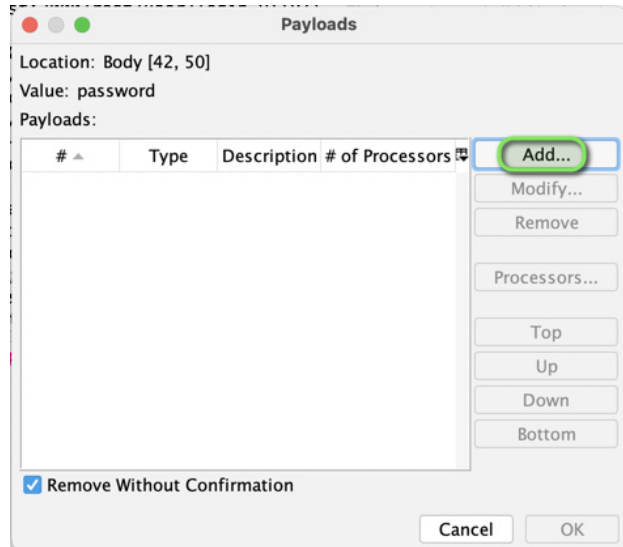 Payloads
Location: Body [42, 50]
Value: password
Payloads:
# Type Description # of Processors
Add...
Modify...
Remove
Processors...
Top
Up
Down
Bottom
Remove Without Confirmation
Cancel OK